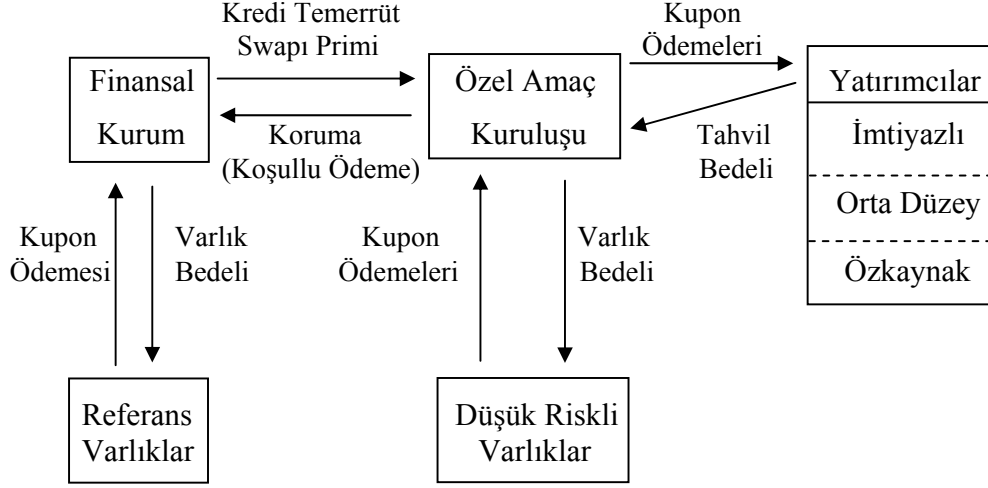 Kredi Temerrüt
Swapı Primi
Kupon
Ödemeleri
Finansal
Kurum
Özel Amaç
Kuruluşu
Yatırımcılar
İmtiyazlı
Orta Düzey
Özkaynak
Koruma
(Koşullu Ödeme)
Tahvil
Bedeli
Kupon
Ödemesi
Varlık
Bedeli
Kupon
Ödemeleri
Varlık
Bedeli
Referans
Varlıklar
Düşük Riskli
Varlıklar